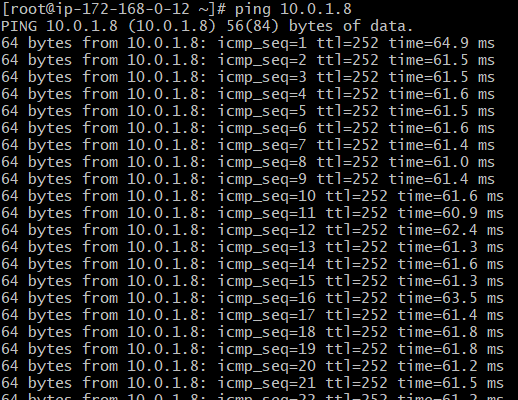 [root@ip-172-168-0-12 ~]# ping 10.0.1.8
PING 10.0.1.8 (10.0.1.8) 56(84) bytes of data.
64 bytes from 10.0.1.8: icmp_seq=1 ttl=252 time=64.9 ms
64 bytes from 10.0.1.8: icmp_seq=2 ttl=252 time=61.5 ms
64 bytes from 10.0.1.8: icmp_seq=3 ttl=252 time=61.5 ms
64 bytes from 10.0.1.8: icmp_seq=4 ttl=252 time=61.6 ms
64 bytes from 10.0.1.8: icmp_seq=5 ttl=252 time=61.5 ms
64 bytes from 10.0.1.8: icmp_seq=6 ttl=252 time=61.6 ms
64 bytes from 10.0.1.8: icmp_seq=7 ttl=252 time=61.4 ms
64 bytes from 10.0.1.8: icmp_seq=8 ttl=252 time=61.0 ms
64 bytes from 10.0.1.8: icmp_seq=9 ttl=252 time=61.4 ms
64 bytes from 10.0.1.8: icmp_seq=10 ttl=252 time=61.6 ms
64 bytes from 10.0.1.8: icmp_seq=11 ttl=252 time=60.9 ms
64 bytes from 10.0.1.8: icmp_seq=12 ttl=252 time=62.4 ms
64 bytes from 10.0.1.8: icmp_seq=13 ttl=252 time=61.3 ms
64 bytes from 10.0.1.8: icmp_seq=14 ttl=252 time=61.6 ms
64 bytes from 10.0.1.8: icmp_seq=15 ttl=252 time=61.3 ms
64 bytes from 10.0.1.8: icmp_seq=16 ttl=252 time=63.5 ms
64 bytes from 10.0.1.8: icmp_seq=17 ttl=252 time=61.4 ms
64 bytes from 10.0.1.8: icmp_seq=18 ttl=252 time=61.8 ms
64 bytes from 10.0.1.8: icmp_seq=19 ttl=252 time=61.8 ms
64 bytes from 10.0.1.8: icmp_seq=20 ttl=252 time=61.2 ms
64 bytes from 10.0.1.8: icmp_seq=21 ttl=252 time=61.5 ms
64 bytes from 10.0.1.8: icmp_seq=22 ttl=252 time=61.2 ms